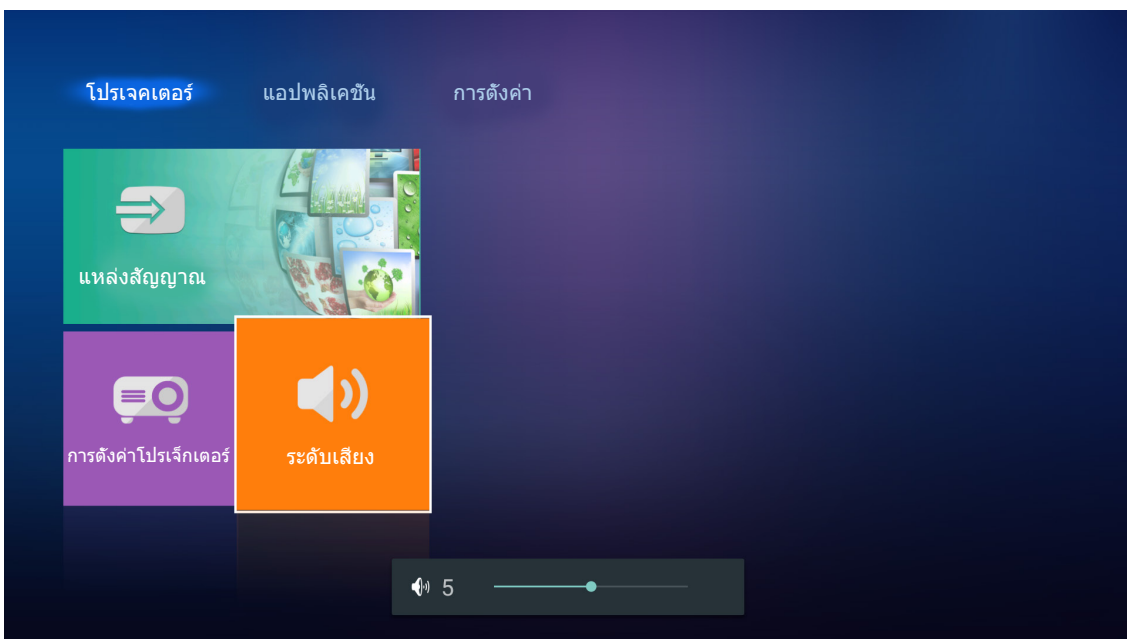 โปรเจคเตอร์ แอปพลิเคชัน การตั้งค่า
แหล่งสัญญาณ
การตั้งค่าโปรเจ็กเตอร์ ระดับเสียง
5